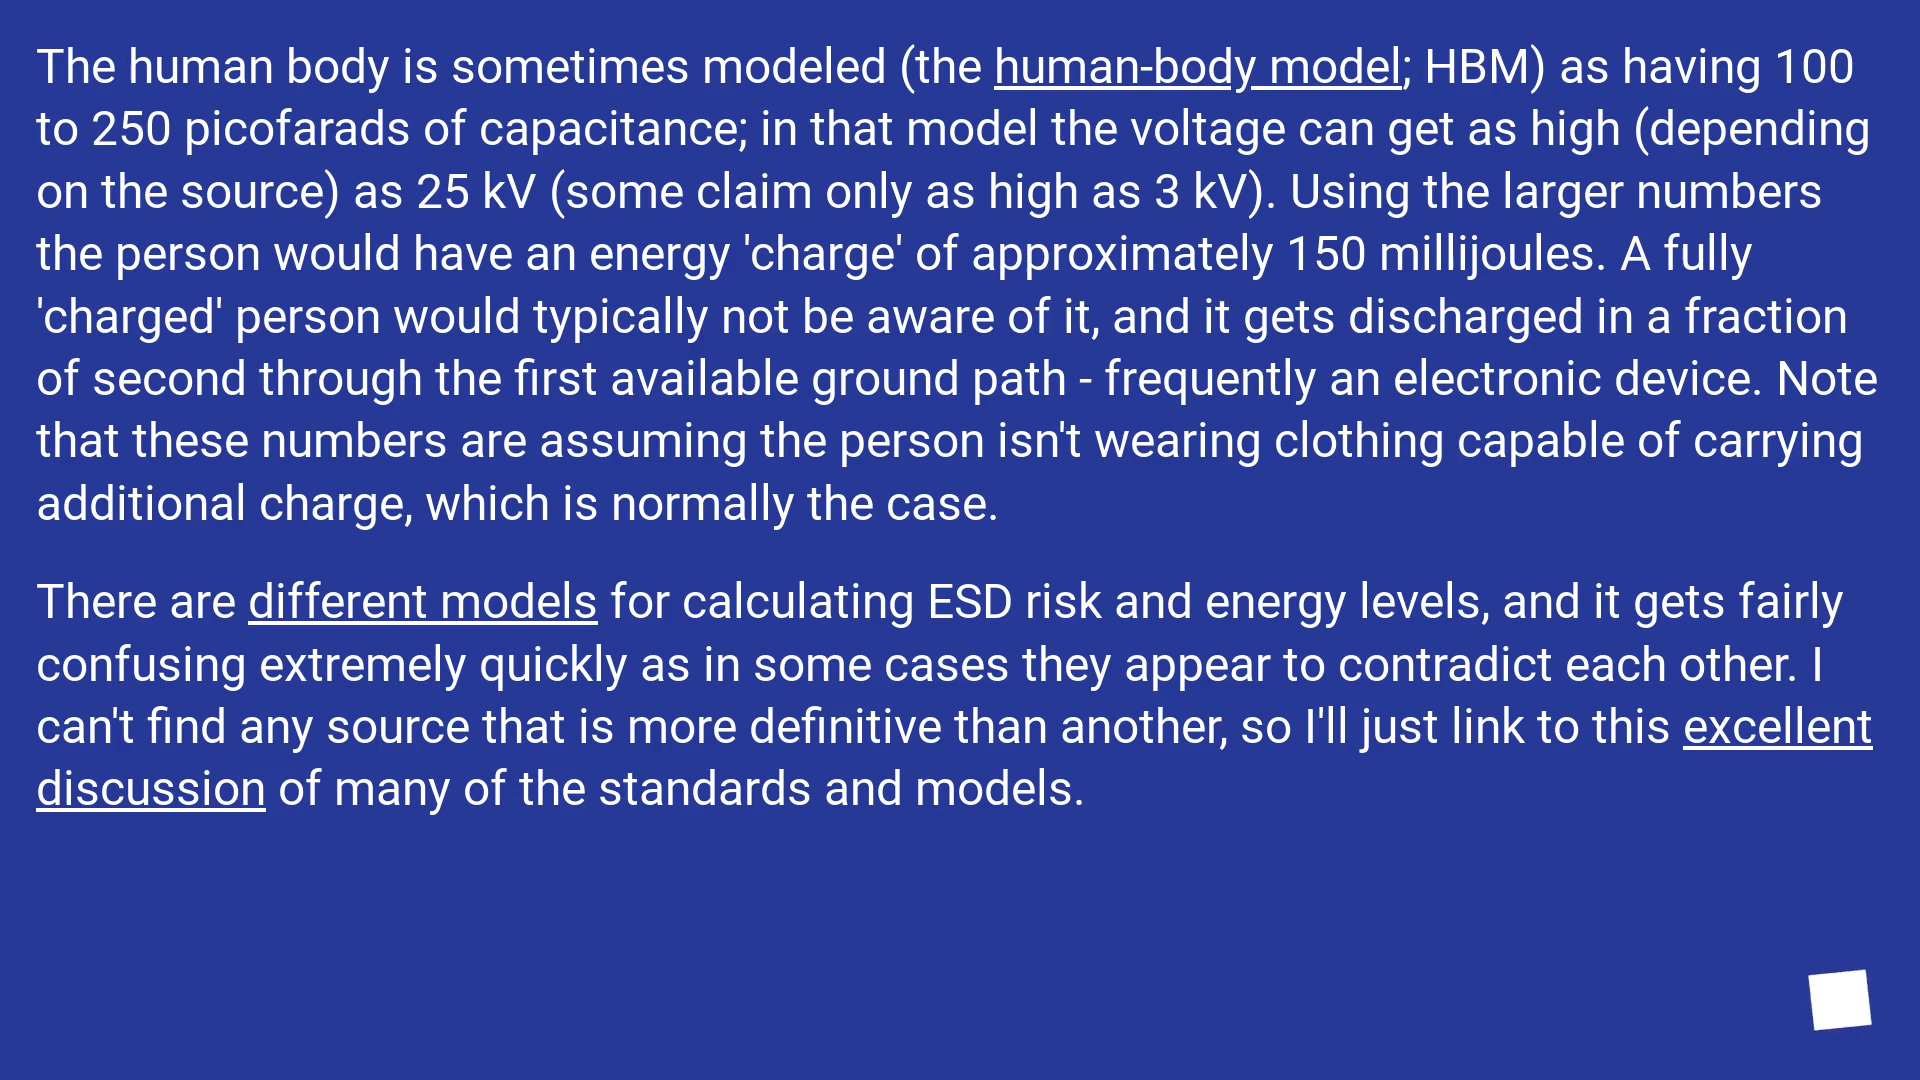 The human body is sometimes modeled (the human-body model; HBM) as having 100
to 250 picofarads of capacitance; in that model the voltage can get as high (depending
on the source) as 25 kV (some claim only as high as 3 kV). Using the larger numbers
the person would have an energy 'charge' of approximately 150 millijoules. A fully
'charged' person would typically not be aware of it, and it gets discharged in a fraction
of second through the first available ground path - frequently an electronic device. Note
that these numbers are assuming the person isn't wearing clothing capable of carrying
additional charge, which is normally the case.
There are different models for calculating ESD risk and energy levels, and it gets fairly
confusing extremely quickly as in some cases they appear to contradict each other. I
can't find any source that is more definitive than another, so I'll just link to this excellent
discussion of many of the standards and models.